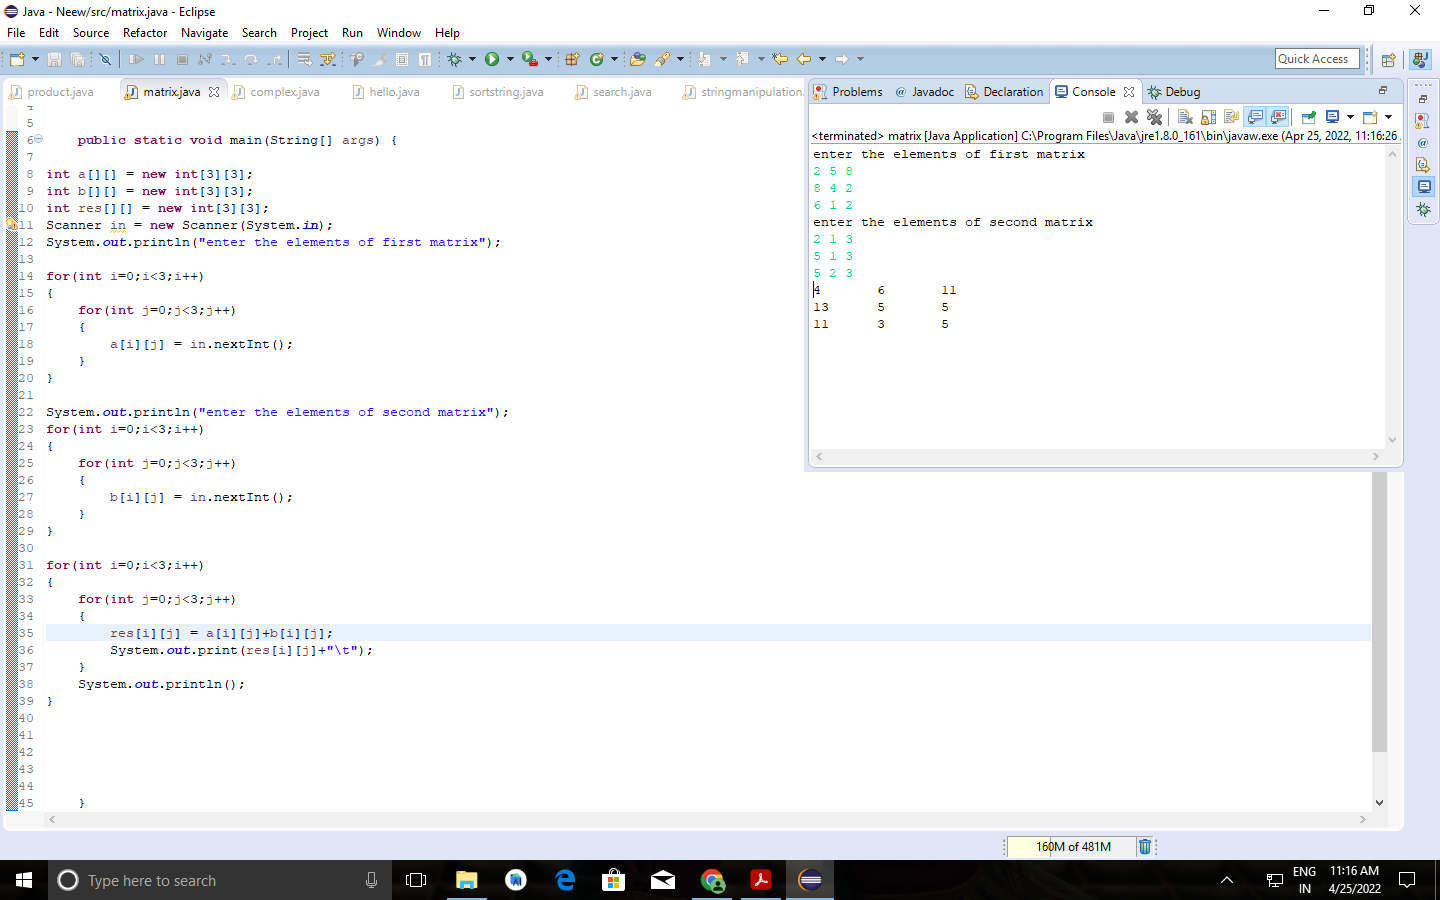 Java - Neew/src/matrix.java - Eclipse
File Edit Source Refactor Navigate Search Project Run Window Help
Quick Access
product.java matrix.java complex.java hello.java sortstring.java search.java stringmanipulation.
5
6 public static void main(String[] args) {
7
8 int a[][] = new int[3][3];
9 int b[][] = new int[3][3];
10 int res[][] = new int[3][3];
11 Scanner in = new Scanner(System.in);
12 System.out.println("enter the elements of first matrix");
13
14 for(int i=0;i<3;i++)
15 {
16 for(int j=0;j<3;j++)
17 {
18 a[i][j] = in.nextInt();
19 }
20 }
21
22 System.out.println("enter the elements of second matrix");
23 for(int i=0;i<3;i++)
24 {
25 for(int j=0;j<3;j++)
26 {
27 b[i][j] = in.nextInt();
28 }
29 }
30
31 for(int i=0;i<3;i++)
32 {
33 for(int j=0;j<3;j++)
34 {
35 res[i][j] = a[i][j]+b[i][j];
36 System.out.print(res[i][j]+"\t");
37 }
38 System.out.println();
39 }
40
41
42
43
44
45 }
Problems @ Javadoc Declaration Console Debug
<terminated> matrix [Java Application] C:\Program Files\Java\jre1.8.0_161\bin\javaw.exe (Apr 25, 2022, 11:16:26
enter the elements of first matrix
2 5 8
8 4 2
6 1 2
enter the elements of second matrix
2 1 3
5 1 3
5 2 3
4 6 11
13 5 5
11 3 5
160M of 481M
Type here to search
ENG
IN
11:16 AM
4/25/2022